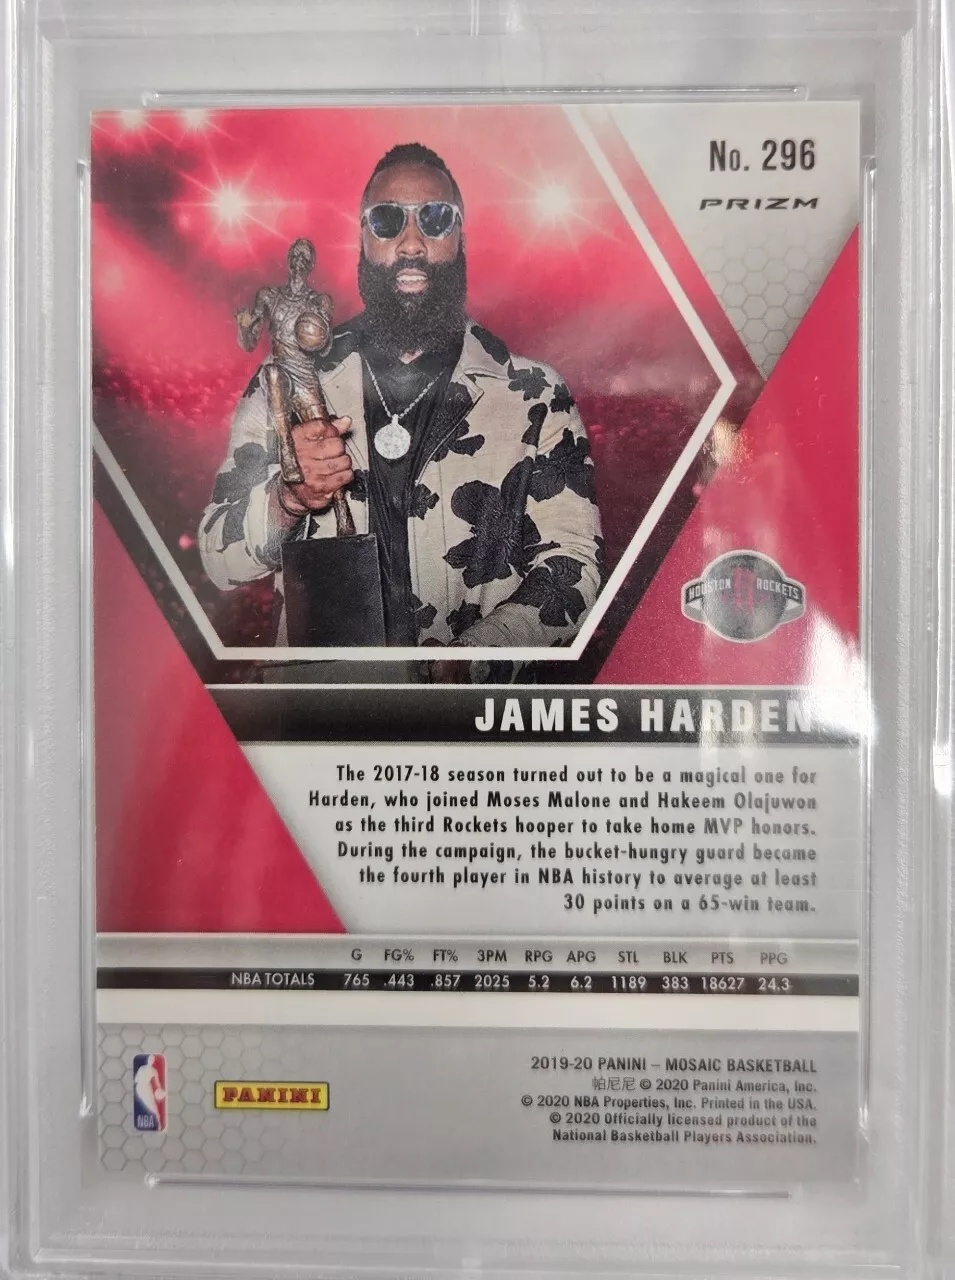 No. 296
PRIZM
HOUSTON ROCKETS
JAMES HARDEN
The 2017-18 season turned out to be a magical one for
Harden, who joined Moses Malone and Hakeem Olajuwon
as the third Rockets hooper to take home MVP honors.
During the campaign, the bucket-hungry guard became
the fourth player in NBA history to average at least
30 points on a 65-win team.
G FG% FT% 3PM RPG APG STL BLK PTS PPG
NBA TOTALS 765 .443 .857 2025 5.2 6.2 1189 383 18627 24.3
2019-20 PANINI – MOSAIC BASKETBALL
帕尼尼 © 2020 Panini America, Inc.
© 2020 NBA Properties, Inc. Printed in the USA.
© 2020 Officially licensed product of the
National Basketball Players Association.
NBA
PANINI